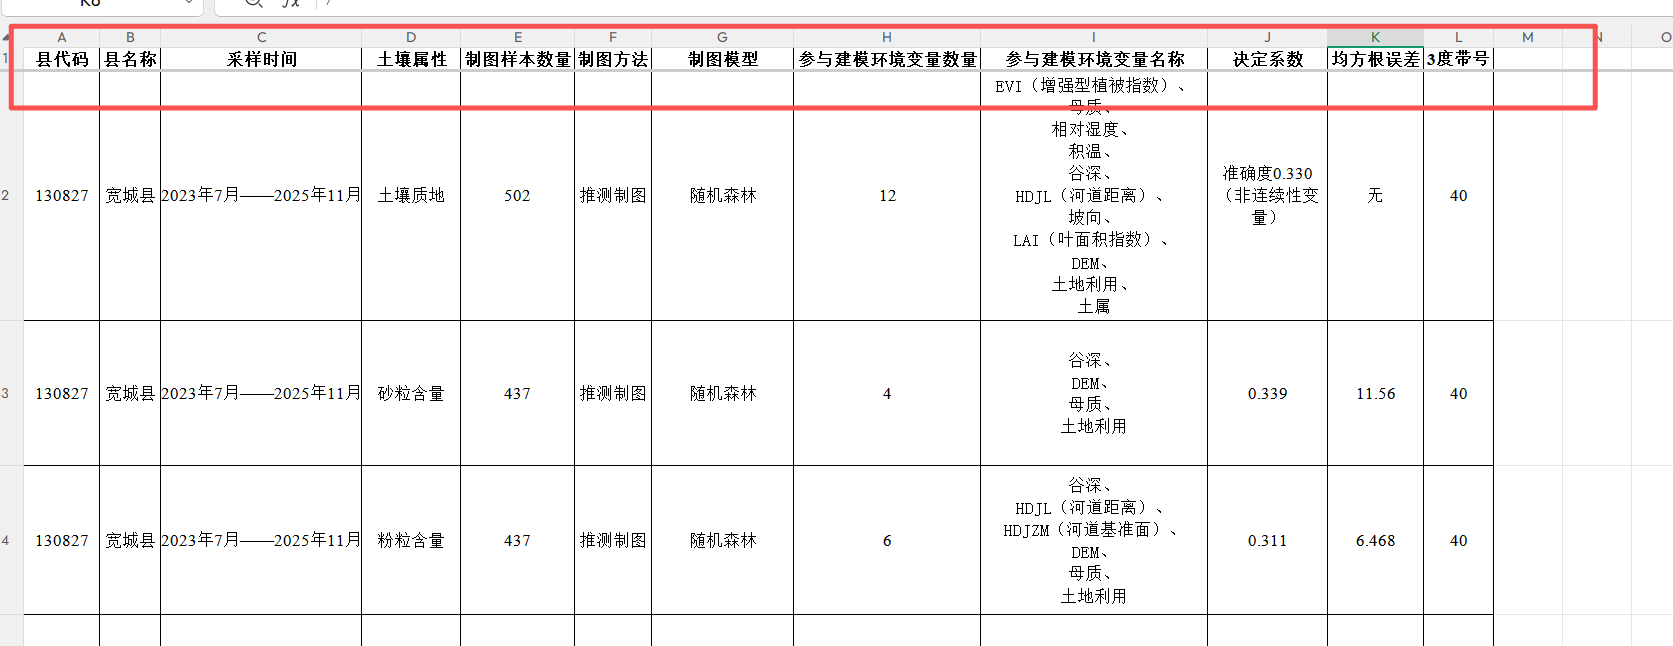 K8
A B C D E F G H I J K L M N O
1 县代码 县名称 采样时间 土壤属性 制图样本数量 制图方法 制图模型 参与建模环境变量数量 参与建模环境变量名称 决定系数 均方根误差 3度带号
EVI（增强型植被指数）、
母质、
相对湿度、
积温、
谷深、
HDJL（河道距离）、
坡向、
LAI（叶面积指数）、
DEM、
土地利用、
土属
2 130827 宽城县 2023年7月——2025年11月 土壤质地 502 推测制图 随机森林 12
准确度0.330
（非连续性变
量）
无 40
谷深、
DEM、
母质、
土地利用
3 130827 宽城县 2023年7月——2025年11月 砂粒含量 437 推测制图 随机森林 4 0.339 11.56 40
谷深、
HDJL（河道距离）、
HDJZM（河道基准面）、
DEM、
母质、
土地利用
4 130827 宽城县 2023年7月——2025年11月 粉粒含量 437 推测制图 随机森林 6 0.311 6.468 40